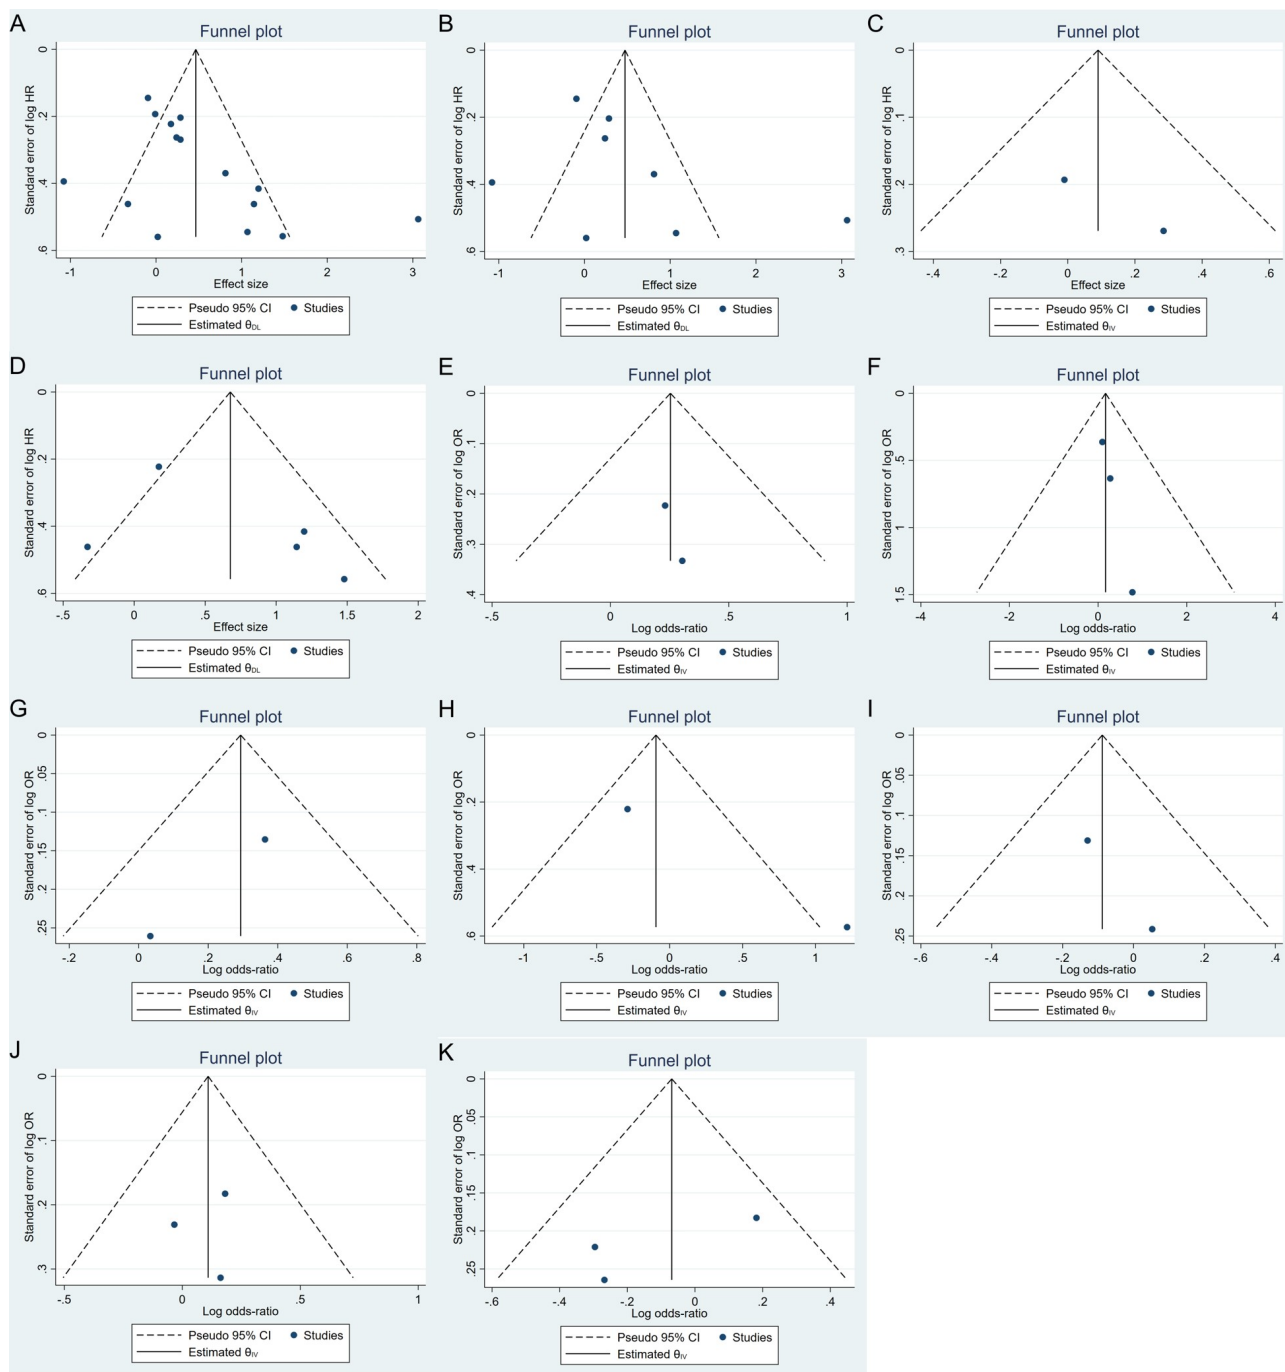 A
Funnel plot
Standard error of log HR
0
.2
.4
.6
-1 0 1 2 3
Effect size
Pseudo 95% CI Studies
Estimated θDL
B
Funnel plot
Standard error of log HR
0
.2
.4
.6
-1 0 1 2 3
Effect size
Pseudo 95% CI Studies
Estimated θDL
C
Funnel plot
Standard error of log HR
0
.1
.2
.3
-.4 -.2 0 .2 .4 .6
Effect size
Pseudo 95% CI Studies
Estimated θIV
D
Funnel plot
Standard error of log HR
0
.2
.4
.6
-.5 0 .5 1 1.5 2
Effect size
Pseudo 95% CI Studies
Estimated θDL
E
Funnel plot
Standard error of log OR
0
.1
.2
.3
.4
-.5 0 .5 1
Log odds-ratio
Pseudo 95% CI Studies
Estimated θIV
F
Funnel plot
Standard error of log OR
0
.5
1
1.5
-4 -2 0 2 4
Log odds-ratio
Pseudo 95% CI Studies
Estimated θIV
G
Funnel plot
Standard error of log OR
0
.05
.1
.15
.2
.25
-.2 0 .2 .4 .6 .8
Log odds-ratio
Pseudo 95% CI Studies
Estimated θIV
H
Funnel plot
Standard error of log OR
0
.2
.4
.6
-1 -.5 0 .5 1
Log odds-ratio
Pseudo 95% CI Studies
Estimated θIV
I
Funnel plot
Standard error of log OR
0
.05
.1
.15
.2
.25
-.6 -.4 -.2 0 .2 .4
Log odds-ratio
Pseudo 95% CI Studies
Estimated θIV
J
Funnel plot
Standard error of log OR
0
.1
.2
.3
-.5 0 .5 1
Log odds-ratio
Pseudo 95% CI Studies
Estimated θIV
K
Funnel plot
Standard error of log OR
0
.05
.1
.15
.2
.25
-.6 -.4 -.2 0 .2 .4
Log odds-ratio
Pseudo 95% CI Studies
Estimated θIV